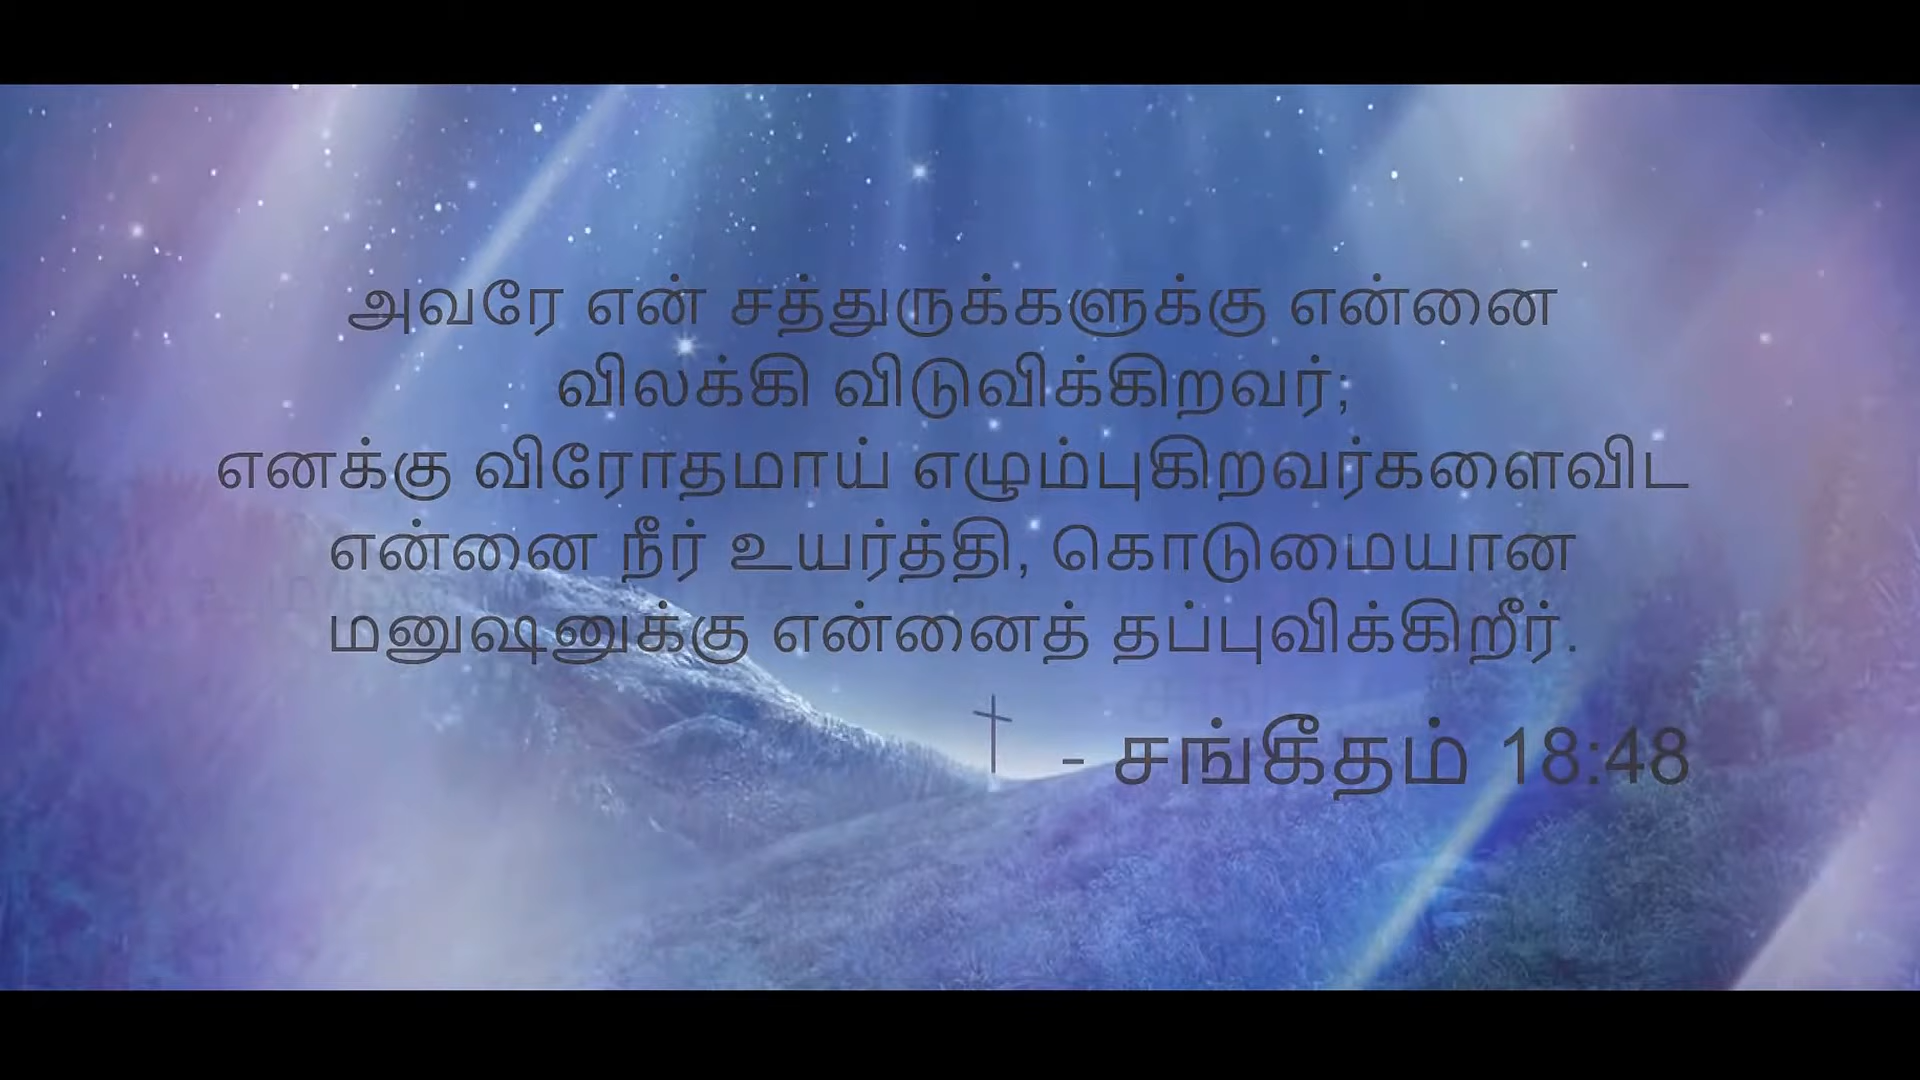 அவரே என் சத்துருக்களுக்கு என்னை
விலக்கி விடுவிக்கிறவர்;
எனக்கு விரோதமாய் எழும்புகிறவர்களைவிட
என்னை நீர் உயர்த்தி, கொடுமையான
மனுஷனுக்கு என்னைத் தப்புவிக்கிறீர்.
- சங்கீதம் 18:48